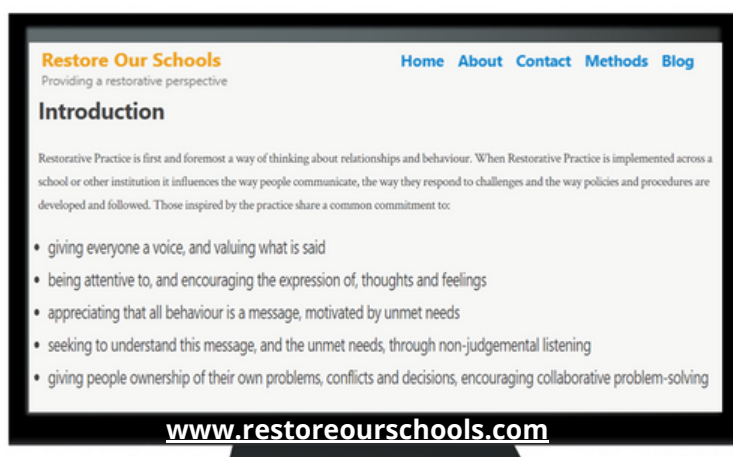 Restore Our Schools
Home About Contact Methods Blog
Providing a restorative perspective
Introduction
Restorative Practice is first and foremost a way of thinking about relationships and behaviour. When Restorative Practice is implemented across a
school or other institution it influences the way people communicate, the way they respond to challenges and the way policies and procedures are
developed and followed. Those inspired by the practice share a common commitment to:
• giving everyone a voice, and valuing what is said
• being attentive to, and encouraging the expression of, thoughts and feelings
• appreciating that all behaviour is a message, motivated by unmet needs
• seeking to understand this message, and the unmet needs, through non-judgemental listening
• giving people ownership of their own problems, conflicts and decisions, encouraging collaborative problem-solving
www.restoreourschools.com